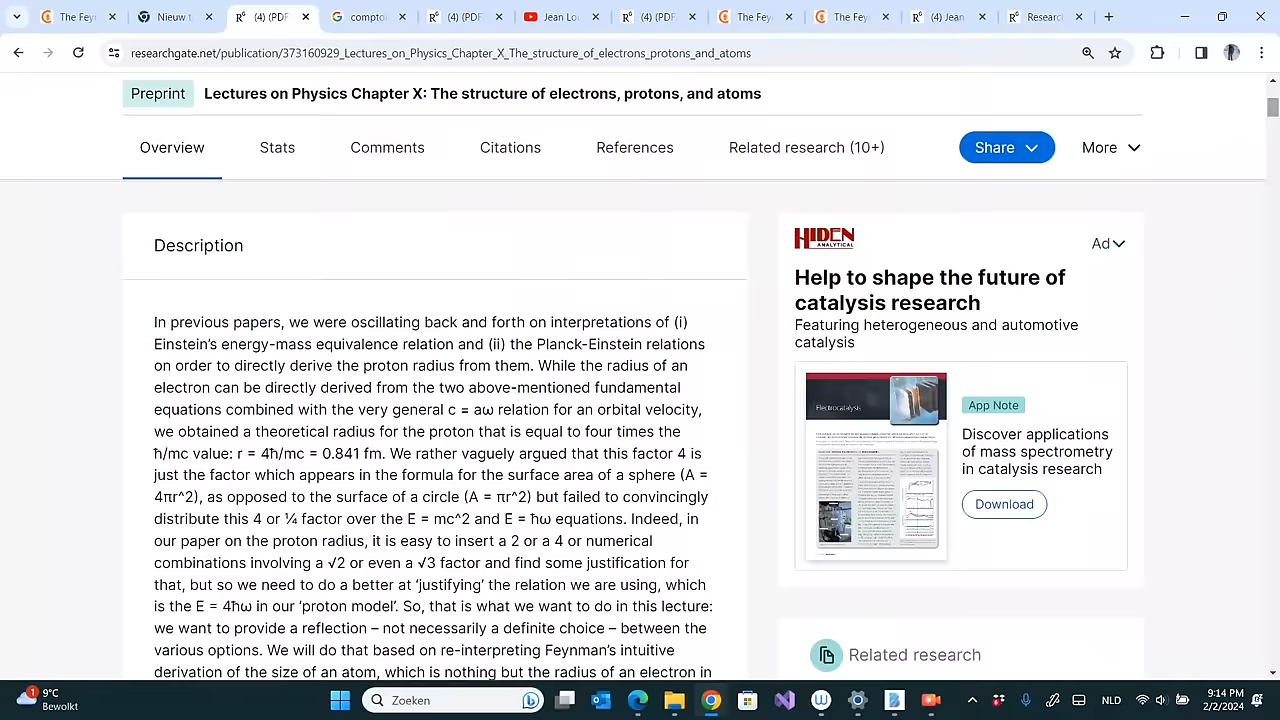 The Fey
Nieuw t
(4) (PDF
compto
(4) (PDF
Jean Lo
(4) (PDF
The Fey
The Fey
(4) Jean
Researc
researchgate.net/publication/373160929_Lectures_on_Physics_Chapter_X_The_structure_of_electrons_protons_and_atoms
Preprint Lectures on Physics Chapter X: The structure of electrons, protons, and atoms
Overview Stats Comments Citations References Related research (10+) Share More
Description
In previous papers, we were oscillating back and forth on interpretations of (i)
Einstein's energy-mass equivalence relation and (ii) the Planck-Einstein relations
on order to directly derive the proton radius from them. While the radius of an
electron can be directly derived from the two above-mentioned fundamental
equations combined with the very general c = aω relation for an orbital velocity,
we obtained a theoretical radius for the proton that is equal to four times the
ħ/mc value: r = 4ħ/mc = 0.841 fm. We rather vaguely argued that this factor 4 is
factor which appears in the formula for the surface of a sphere (A =
4πr^2), as opposed to the surface of a circle (A = πr^2) but failed to convincingly
distribute this 4 or ¼ factor over the E = mc^2 and E = ħω equations. Indeed, in
on the proton radius, it is easy to insert a 2 or a 4 or
combinations involving a √2 or even a √3 factor and find some justification for
that, but so we need to do a better at 'justifying' the relation we are using, which
is the E = 4ħω in our 'proton model'. So, that is what we want to do in this lecture:
we want to provide a reflection – not necessarily a definite choice – between the
various options. We will do that based on re-interpreting Feynman's intuitive
derivation of the size of an atom, which is nothing but the radius of an electron in
HIDEN
ANALYTICAL
Ad
Help to shape the future of
catalysis research
Featuring heterogeneous and automotive
catalysis
Electrocatalysis
App Note
Discover applications
of mass spectrometry
in catalysis research
Download
Related research
1
9°C
Bewolkt
Zoeken
NLD
9:14 PM
2/2/2024